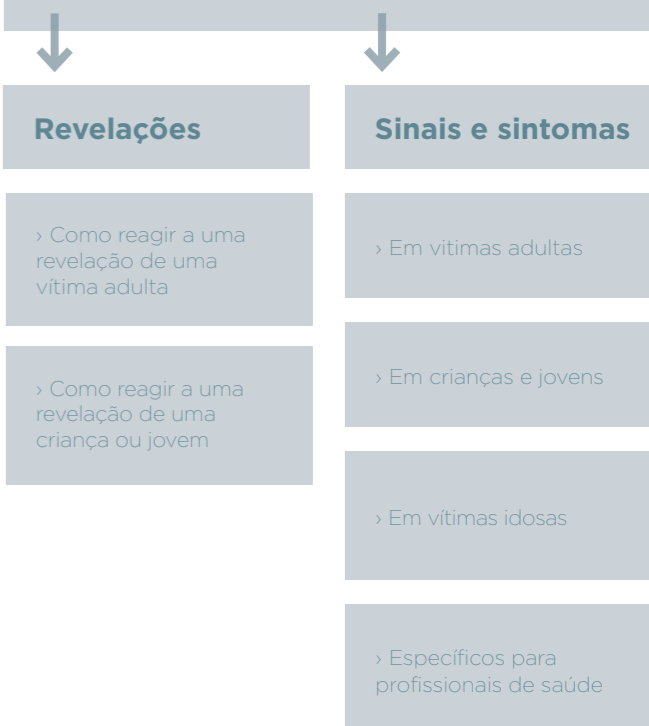 Revelações
› Como reagir a uma
revelação de uma
vítima adulta
› Como reagir a uma
revelação de uma
criança ou jovem
Sinais e sintomas
› Em vitimas adultas
› Em crianças e jovens
› Em vítimas idosas
› Específicos para
profissionais de saúde